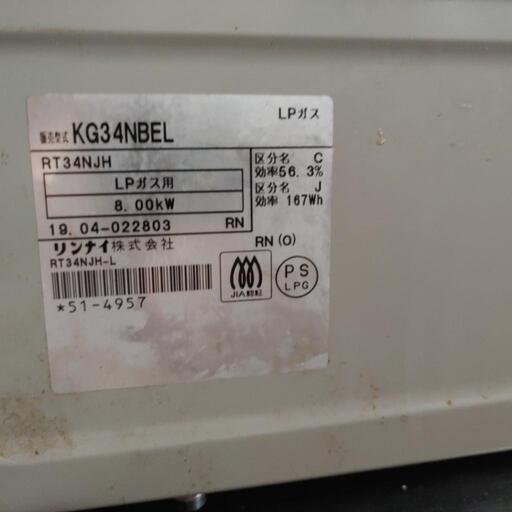 LPガス
販売型式 KG34NBEL
RT34NJH
LPガス用
8.00kW
19.04-022803 RN
区分名 C
効率56.3%
区分名 J
効率 167Wh
リンナイ株式会社
RN(O)
RT34NJH-L
*51-4957
JIA認証
PS
LPG